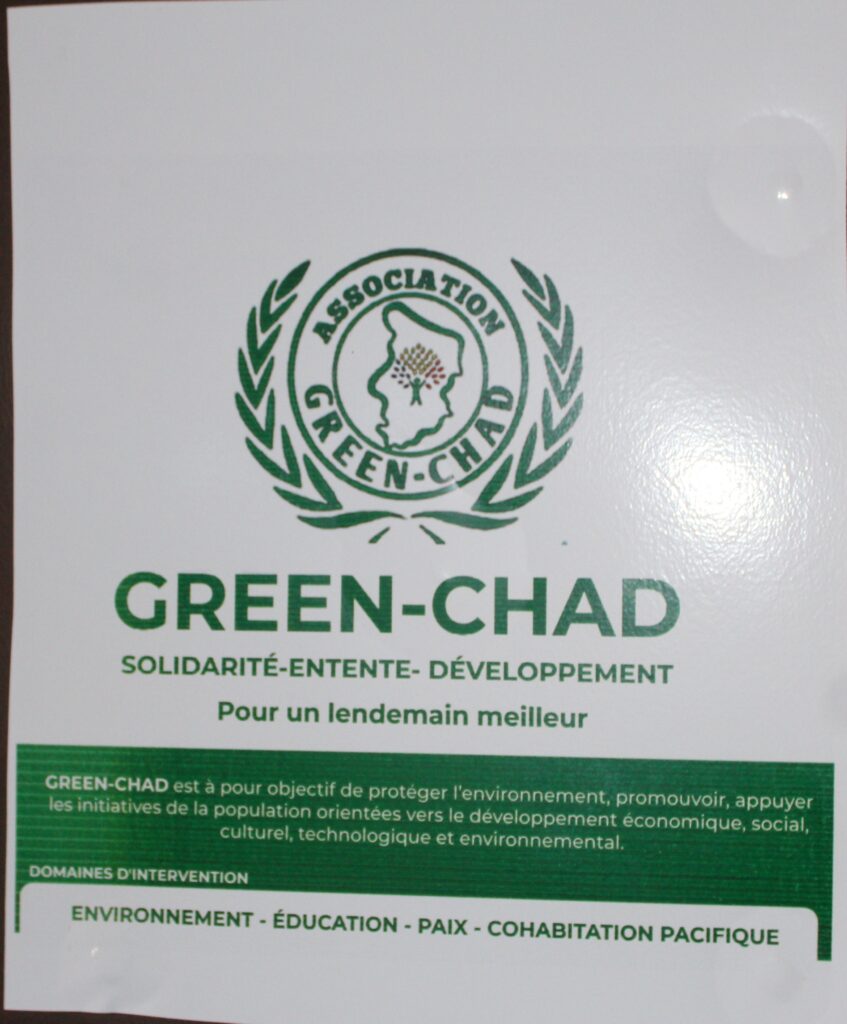 ASSOCIATION
GREEN-CHAD
GREEN-CHAD
SOLIDARITÉ-ENTENTE- DÉVELOPPEMENT
Pour un lendemain meilleur
GREEN-CHAD est à pour objectif de protéger l'environnement, promouvoir, appuyer
les initiatives de la population orientées vers le développement économique, social,
culturel, technologique et environnemental.
DOMAINES D'INTERVENTION
ENVIRONNEMENT - ÉDUCATION - PAIX - COHABITATION PACIFIQUE